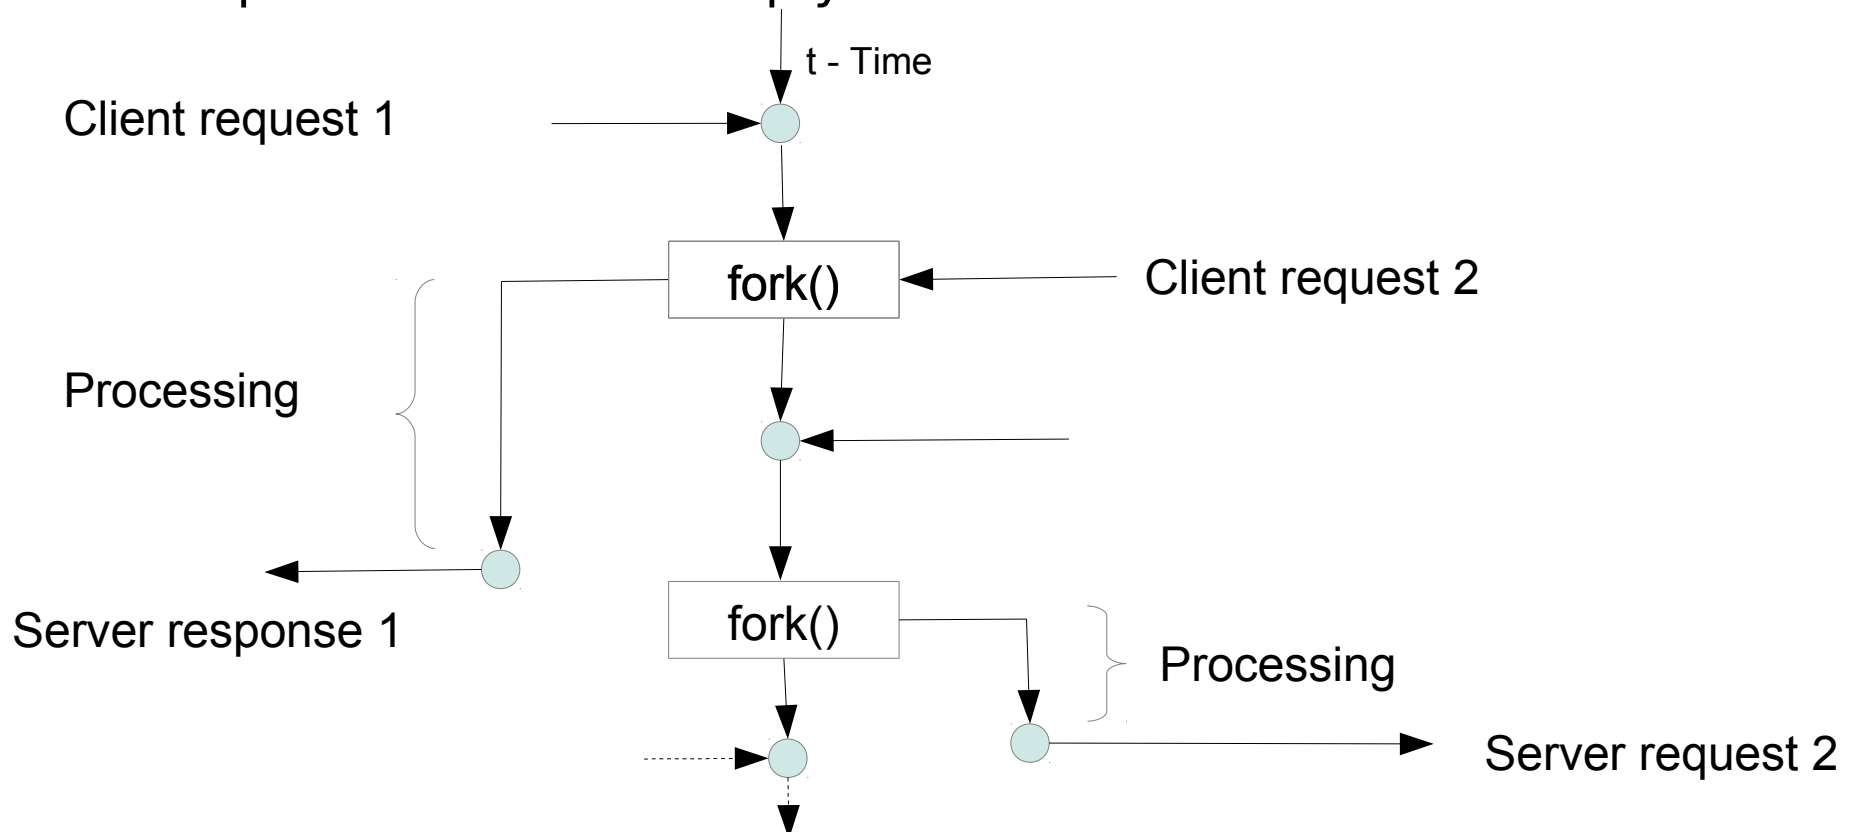 t - Time
Client request 1
fork()
Client request 2
Processing
Server response 1
fork()
Processing
Server request 2